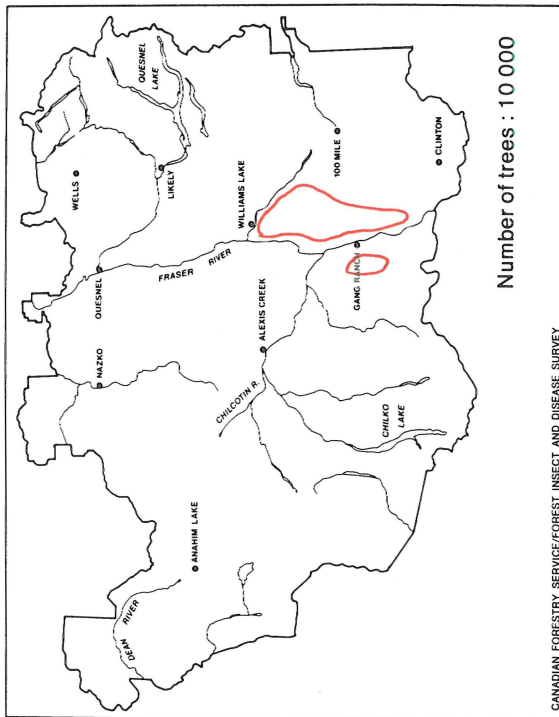 WELLS
QUESNEL
LAKE
LIKELY
QUESNEL
NAZKO
FRASER
RIVER
WILLIAMS LAKE
ANAHIM LAKE
DEAN
RIVER
ALEXIS CREEK
CHILCOTIN R.
100 MILE
GANG RANCH
CHILKO
LAKE
CLINTON
Number of trees : 10 000
CANADIAN FORESTRY SERVICE/FOREST INSECT AND DISEASE SURVEY